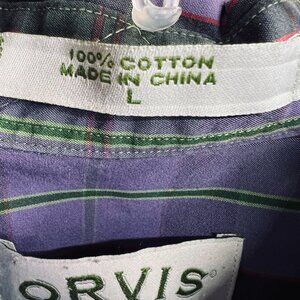 100% COTTON
MADE IN CHINA
L
ORVIS®